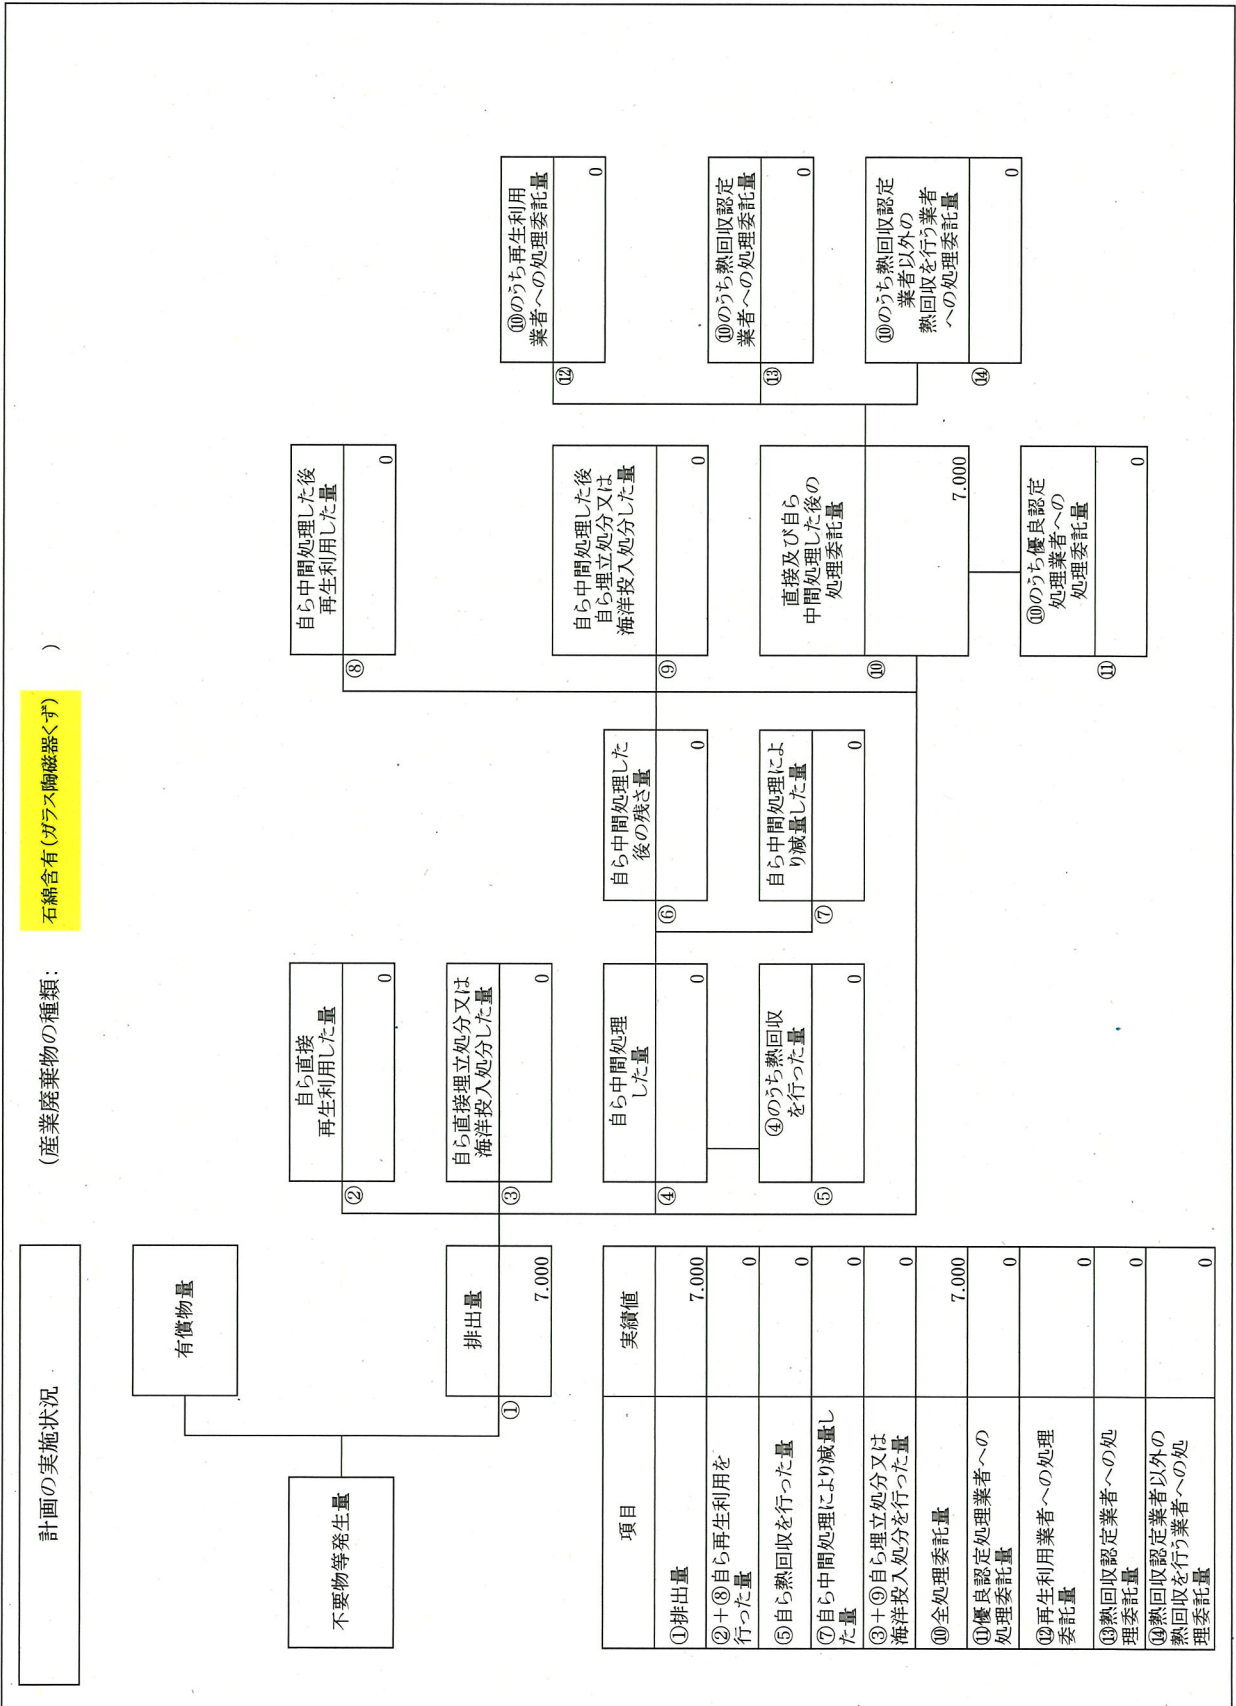 計画の実施状況
(産業廃棄物の種類: 石綿含有(ガラス陶磁器くず) )
不要物等発生量
有償物量
①
排出量
7.000
②
自ら直接
再生利用した量
0
③
自ら直接埋立処分又は
海洋投入処分した量
0
④
自ら中間処理
した量
0
⑤
④のうち熱回収
を行った量
0
⑥
自ら中間処理した
後の残さ量
0
⑦
自ら中間処理によ
り減量した量
0
⑧
自ら中間処理した後
再生利用した量
0
⑨
自ら中間処理した後
自ら埋立処分又は
海洋投入処分した量
0
⑩
直接及び自ら
中間処理した後の
処理委託量
7.000
⑪
⑩のうち優良認定
処理業者への
処理委託量
0
⑫
⑩のうち再生利用
業者への処理委託量
0
⑬
⑩のうち熱回収認定
業者への処理委託量
0
⑭
⑩のうち熱回収認定
業者以外の
熱回収を行う業者
への処理委託量
0
項目 実績値
①排出量 7.000
②+⑧自ら再生利用を
行った量 0
⑤自ら熱回収を行った量 0
⑦自ら中間処理により減量し
た量 0
③+⑨自ら埋立処分又は
海洋投入処分を行った量 0
⑩全処理委託量 7.000
⑪優良認定処理業者への
処理委託量 0
⑫再生利用業者への処理
委託量 0
⑬熱回収認定業者への処
理委託量 0
⑭熱回収認定業者以外の
熱回収を行う業者への処
理委託量 0